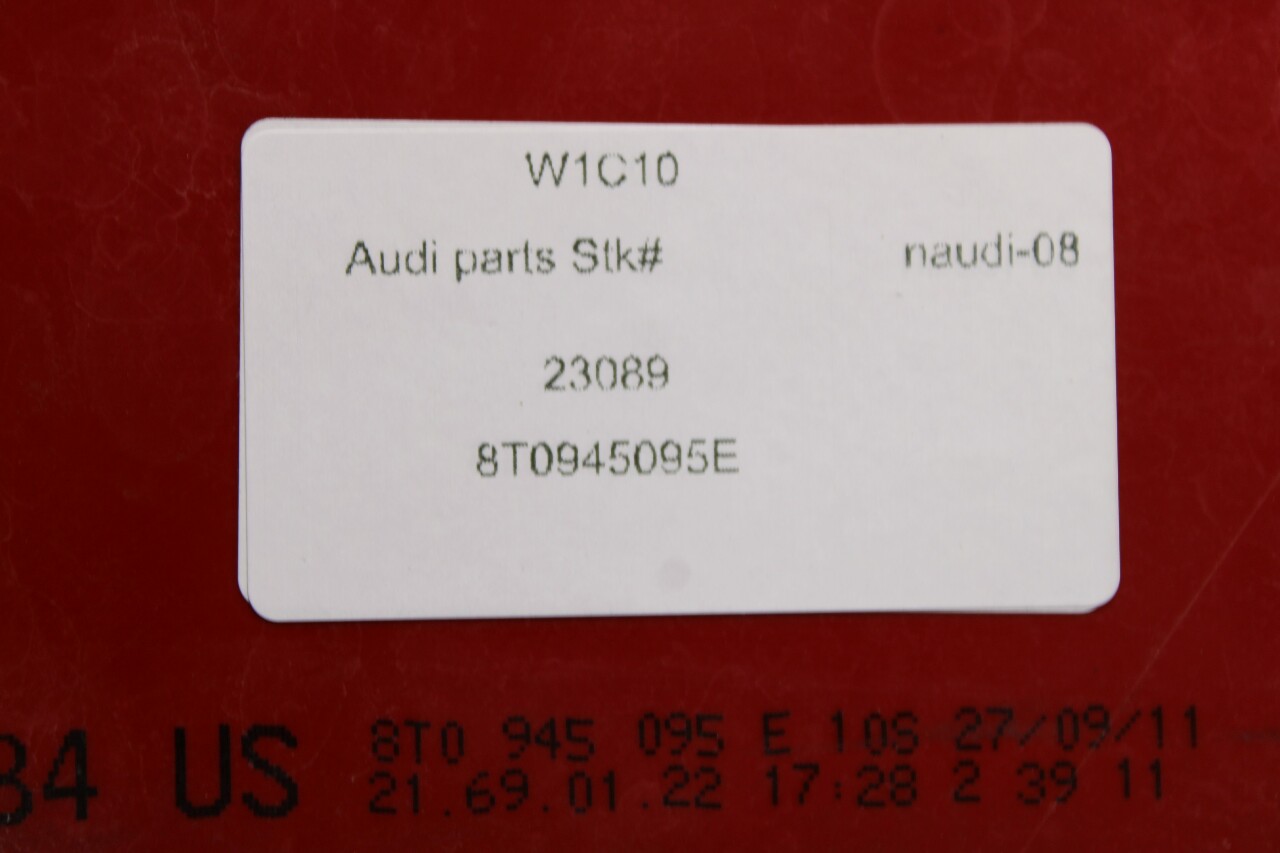 W1C10
Audi parts Stk# naudi-08
23089
8T0945095E
34 US
8T0 945 095 E 10S 27/09/11
21.69.01.22 17:28 2 39 11